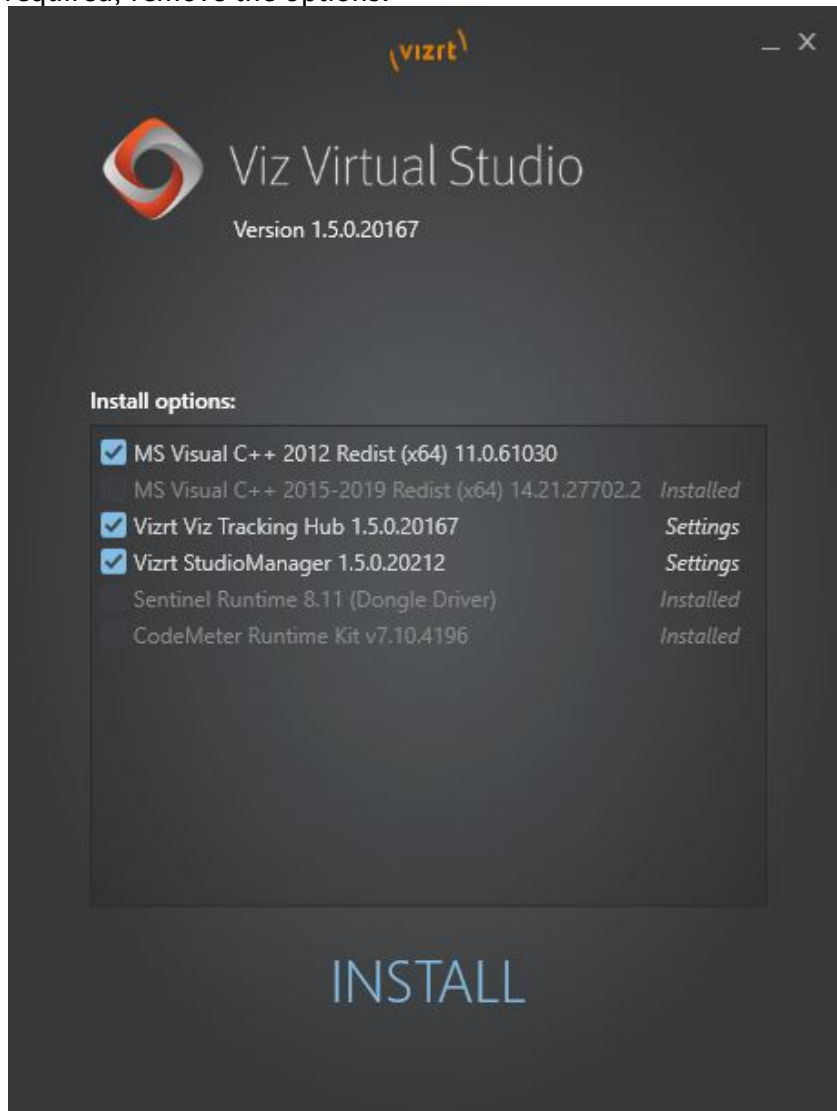 required, remove the options.
(vizrt)
Viz Virtual Studio
Version 1.5.0.20167
Install options:
MS Visual C++ 2012 Redist (x64) 11.0.61030
MS Visual C++ 2015-2019 Redist (x64) 14.21.27702.2 Installed
Vizrt Viz Tracking Hub 1.5.0.20167 Settings
Vizrt StudioManager 1.5.0.20212 Settings
Sentinel Runtime 8.11 (Dongle Driver) Installed
CodeMeter Runtime Kit v7.10.4196 Installed
INSTALL